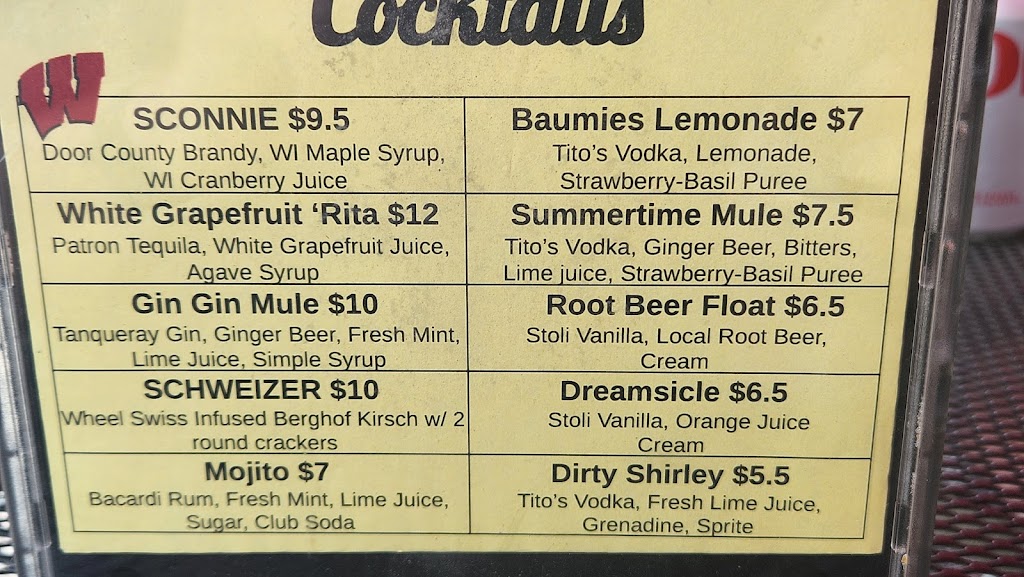 Cocktails
W
SCONNIE $9.5
Door County Brandy, WI Maple Syrup,
WI Cranberry Juice
Baumies Lemonade $7
Tito's Vodka, Lemonade,
Strawberry-Basil Puree
White Grapefruit ‘Rita $12
Patron Tequila, White Grapefruit Juice,
Agave Syrup
Summertime Mule $7.5
Tito's Vodka, Ginger Beer, Bitters,
Lime juice, Strawberry-Basil Puree
Gin Gin Mule $10
Tanqueray Gin, Ginger Beer, Fresh Mint,
Lime Juice, Simple Syrup
Root Beer Float $6.5
Stoli Vanilla, Local Root Beer,
Cream
SCHWEIZER $10
Wheel Swiss Infused Berghof Kirsch w/ 2
round crackers
Dreamsicle $6.5
Stoli Vanilla, Orange Juice
Cream
Mojito $7
Bacardi Rum, Fresh Mint, Lime Juice,
Sugar, Club Soda
Dirty Shirley $5.5
Tito's Vodka, Fresh Lime Juice,
Grenadine, Sprite